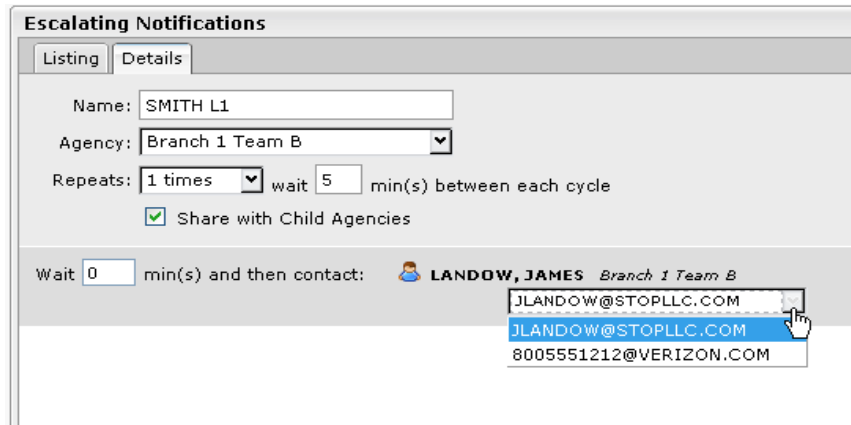 Escalating Notifications
Listing Details
Name: SMITH L1
Agency: Branch 1 Team B
Repeats: 1 times wait 5 min(s) between each cycle
Share with Child Agencies
Wait 0 min(s) and then contact: LANDOW, JAMES Branch 1 Team B
JLANDOW@STOPLLC.COM
JLANDOW@STOPLLC.COM
8005551212@VERIZON.COM